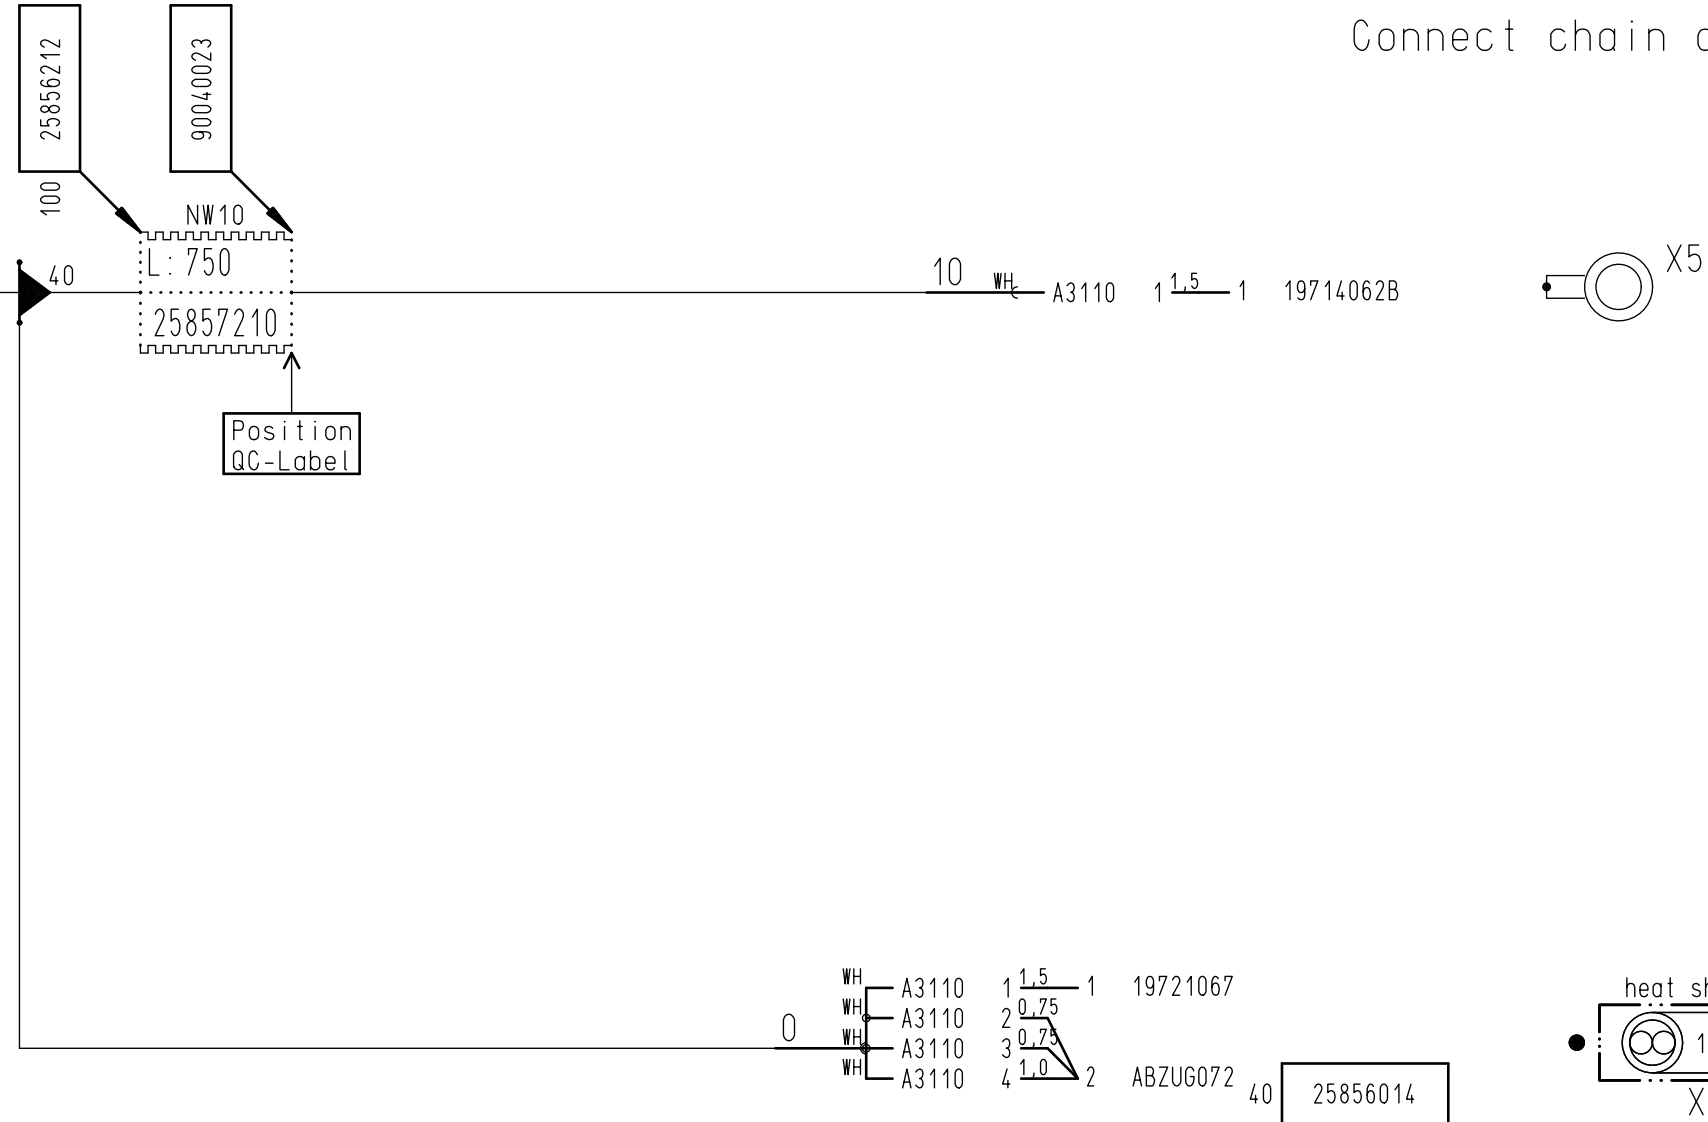 Connect chain
25856212
90040023
100
NW10
40
L: 750
25857210
10
WH
A3110 1 1,5 1 19714062B
X5
Position
QC-Label
WH A3110 1 1,5 1 19721067
WH A3110 2 0,75
0 WH A3110 3 0,75
WH A3110 4 1,0 2 ABZUG072
40 25856014
heat
1
X